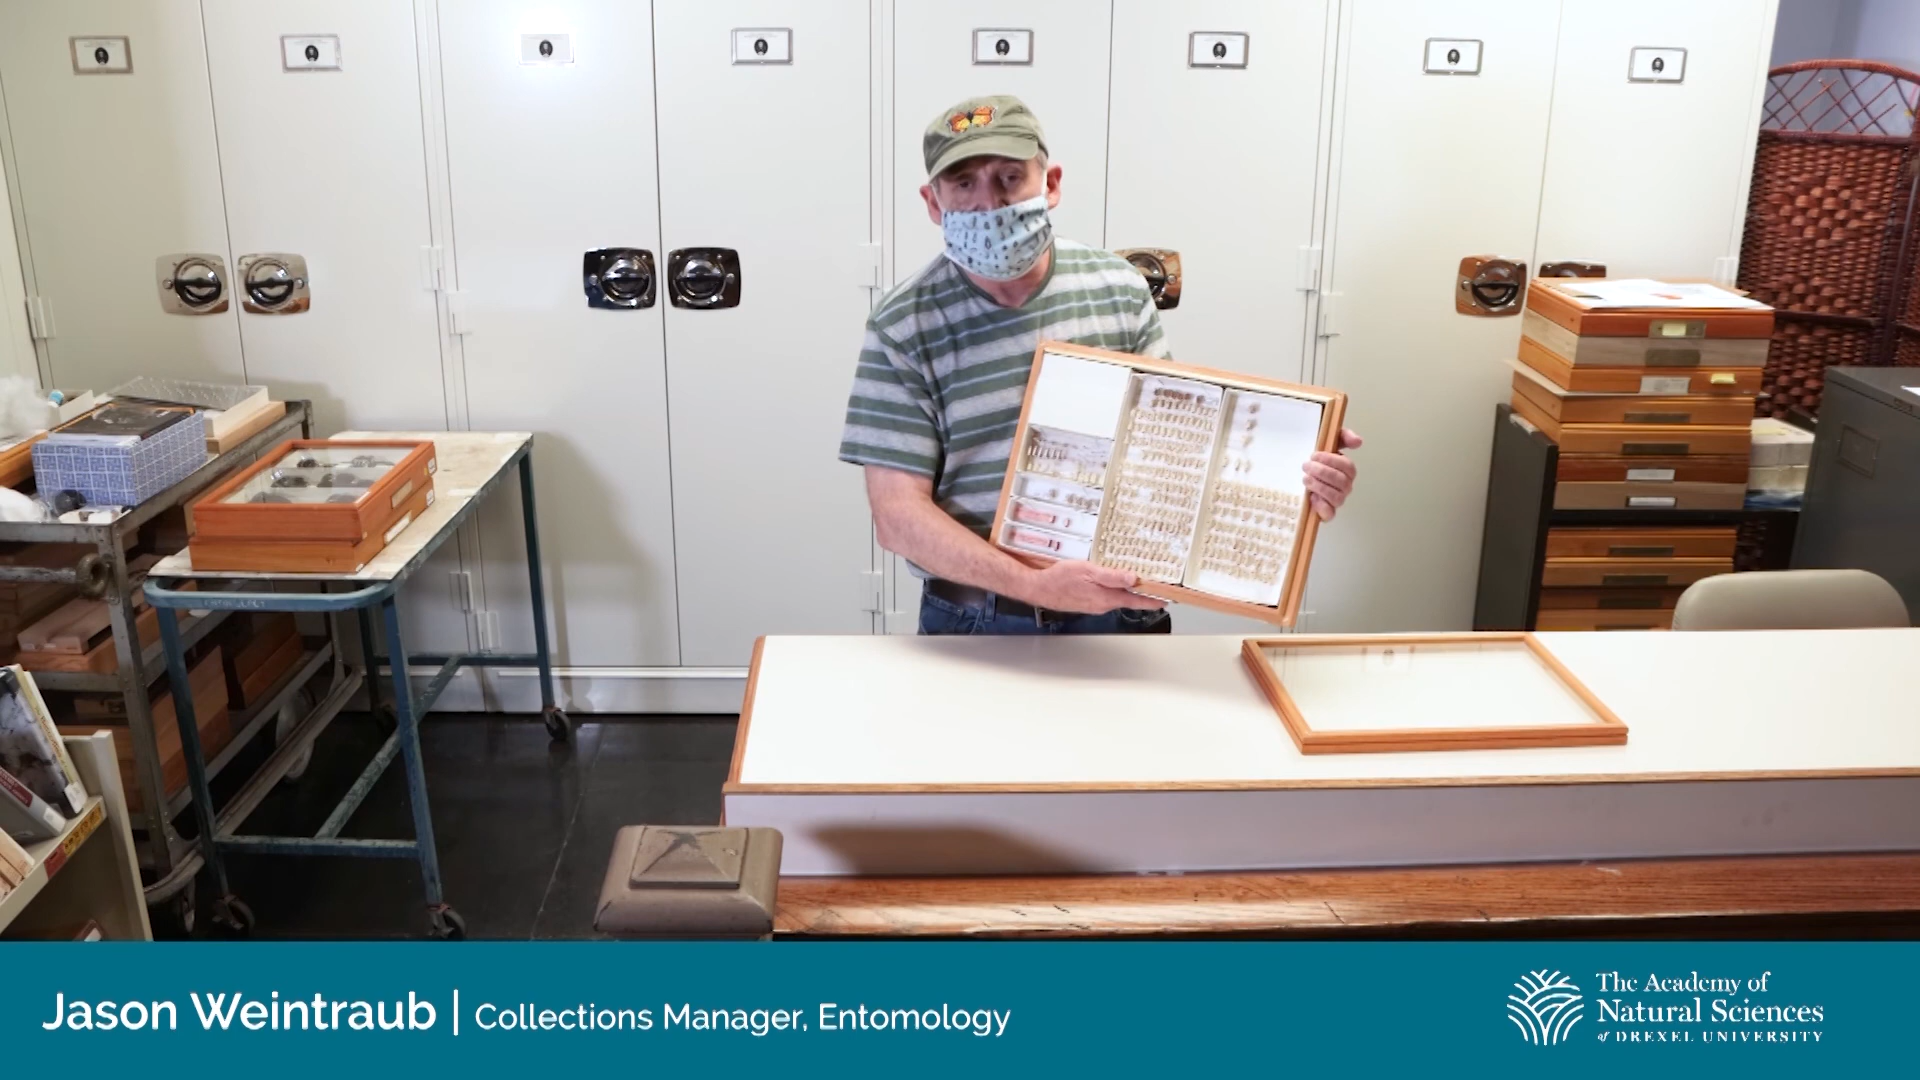 Jason Weintraub | Collections Manager, Entomology
The Academy of
Natural Sciences
of DREXEL UNIVERSITY